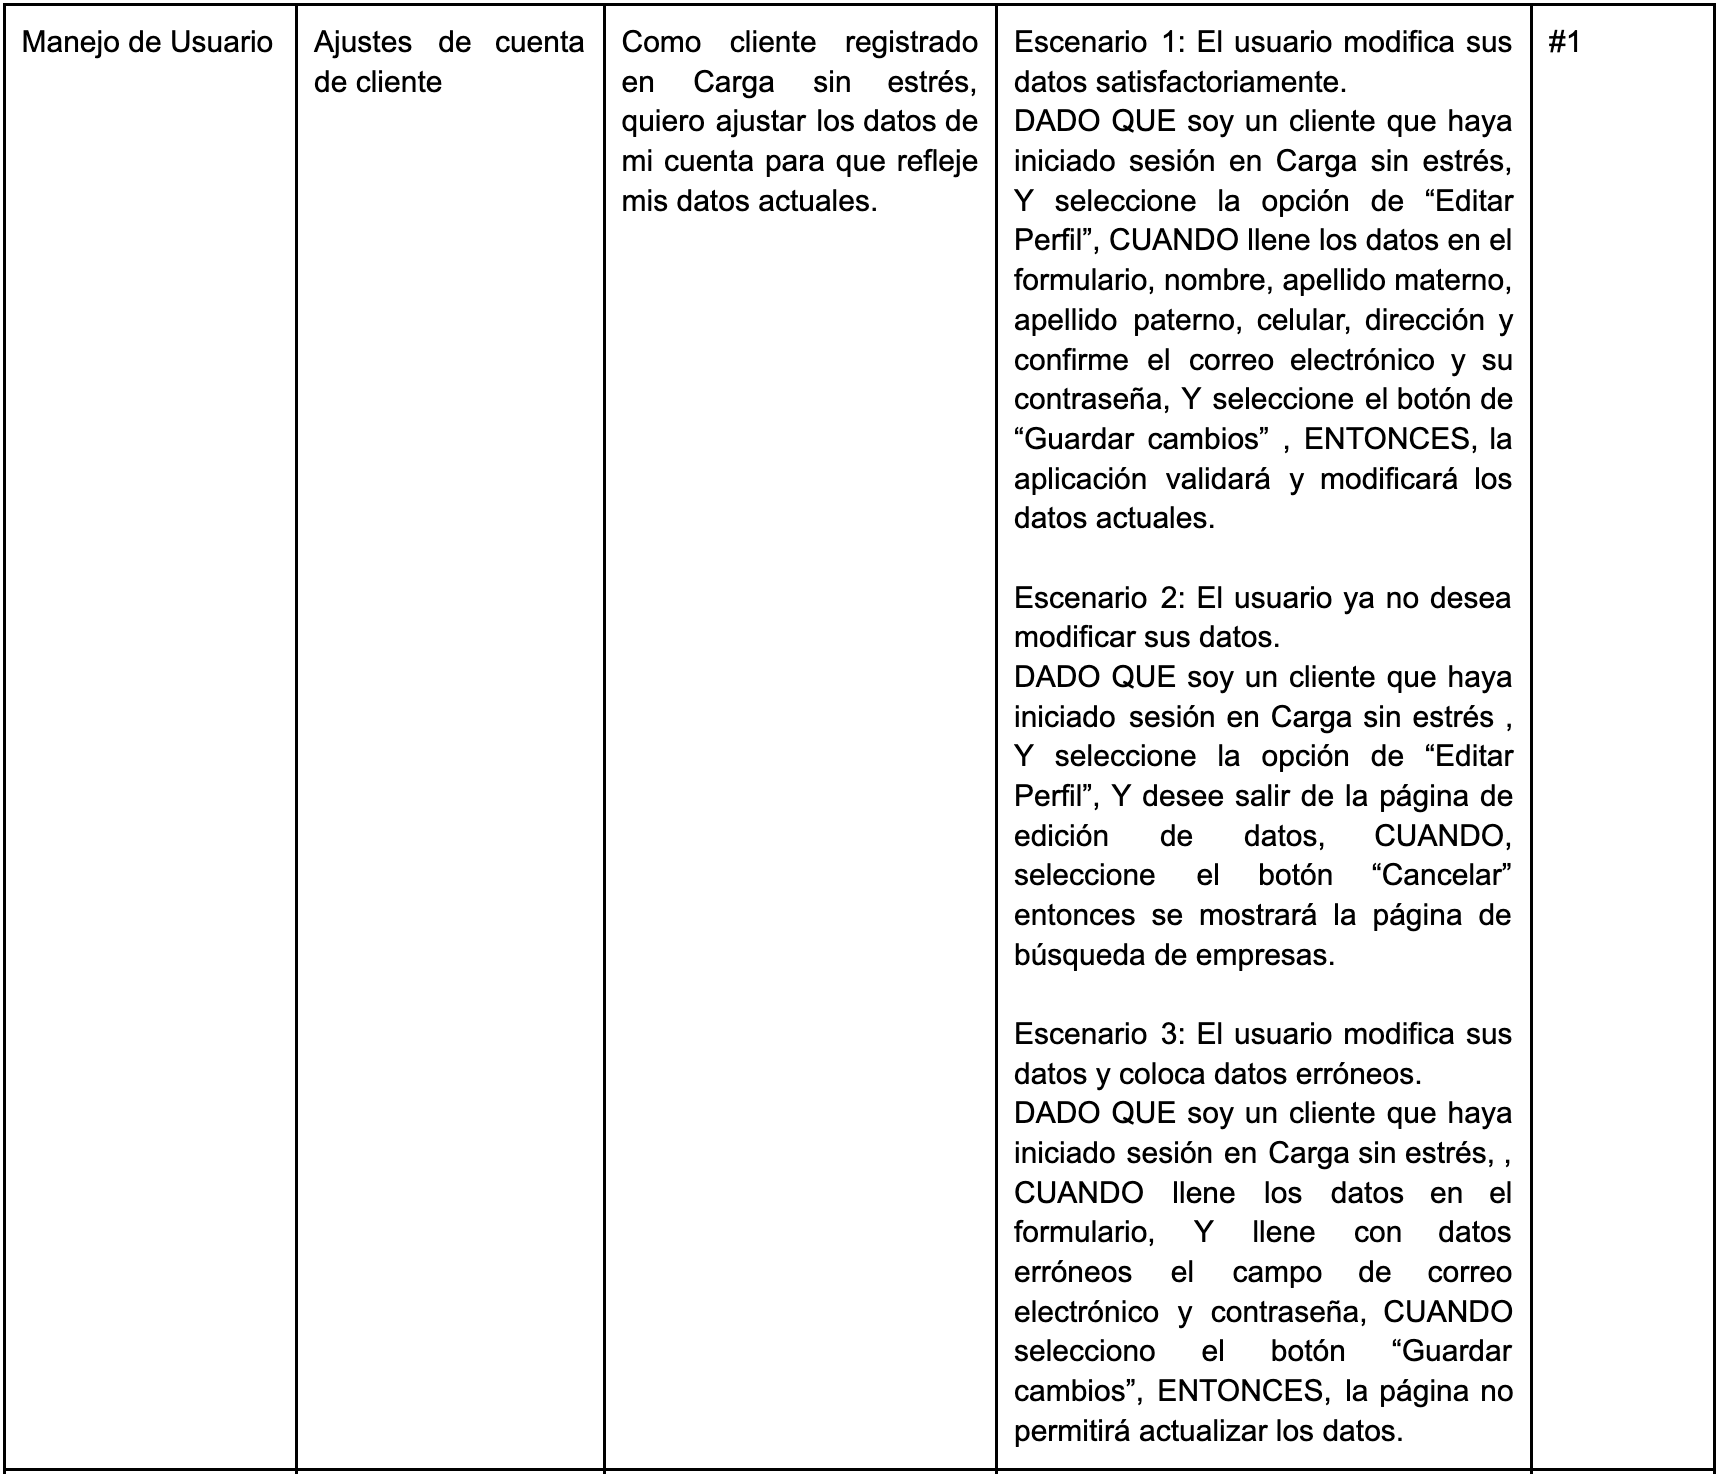 Manejo de Usuario
Ajustes de cuenta
de cliente
Como cliente registrado
en Carga sin estrés,
quiero ajustar los datos de
mi cuenta para que refleje
mis datos actuales.
Escenario 1: El usuario modifica sus
datos satisfactoriamente.
DADO QUE soy un cliente que haya
iniciado sesión en Carga sin estrés,
Y seleccione la opción de “Editar
Perfil”, CUANDO llene los datos en el
formulario, nombre, apellido materno,
apellido paterno, celular, dirección y
confirme el correo electrónico y su
contraseña, Y seleccione el botón de
“Guardar cambios” , ENTONCES, la
aplicación validará y modificará los
datos actuales.
Escenario 2: El usuario ya no desea
modificar sus datos.
DADO QUE soy un cliente que haya
iniciado sesión en Carga sin estrés ,
Y seleccione la opción de “Editar
Perfil”, Y desee salir de la página de
edición de datos, CUANDO,
seleccione el botón “Cancelar”
entonces se mostrará la página de
búsqueda de empresas.
Escenario 3: El usuario modifica sus
datos y coloca datos erróneos.
DADO QUE soy un cliente que haya
iniciado sesión en Carga sin estrés, ,
CUANDO llene los datos en el
formulario, Y llene con datos
erróneos el campo de correo
electrónico y contraseña, CUANDO
selecciono el botón “Guardar
cambios”, ENTONCES, la página no
permitirá actualizar los datos.
#1